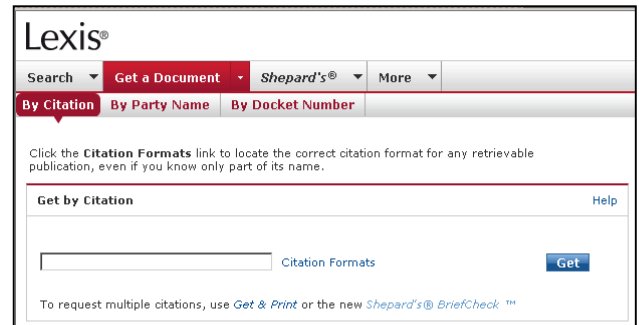 Lexis®
Search Get a Document Shepard's® More
By Citation By Party Name By Docket Number
Click the Citation Formats link to locate the correct citation format for any retrievable
publication, even if you know only part of its name.
Get by Citation Help
Citation Formats Get
To request multiple citations, use Get & Print or the new Shepard's® BriefCheck ™